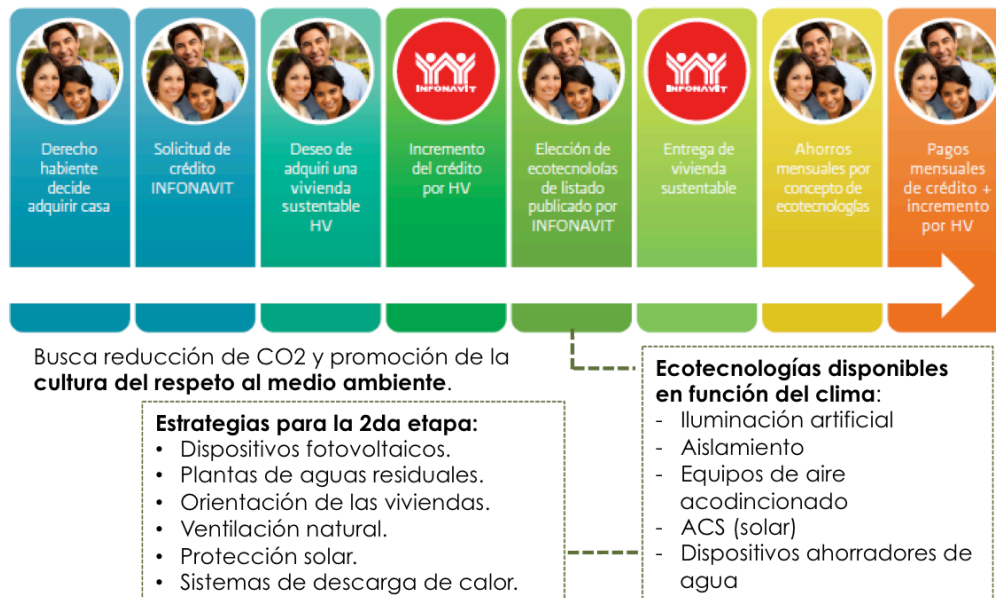 Derecho
habiente
decide
adquirir casa
Solicitud de
crédito
INFONAVIT
Deseo de
adquiri una
vivienda
sustentable
HV
INFONAVIT
Incremento
del crédito
por HV
Elección de
ecotecnololías
de listado
publicado por
INFONAVIT
INFONAVIT
Entrega de
vivienda
sustentable
Ahorros
mensuales por
concepto de
ecotecnologías
Pagos
mensuales
de crédito +
incremento
por HV
Busca reducción de CO2 y promoción de la
cultura del respeto al medio ambiente.
Estrategias para la 2da etapa:
• Dispositivos fotovoltaicos.
• Plantas de aguas residuales.
• Orientación de las viviendas.
• Ventilación natural.
• Protección solar.
• Sistemas de descarga de calor.
Ecotecnologías disponibles
en función del clima:
- Iluminación artificial
- Aislamiento
- Equipos de aire
acodincionado
- ACS (solar)
- Dispositivos ahorradores de
agua